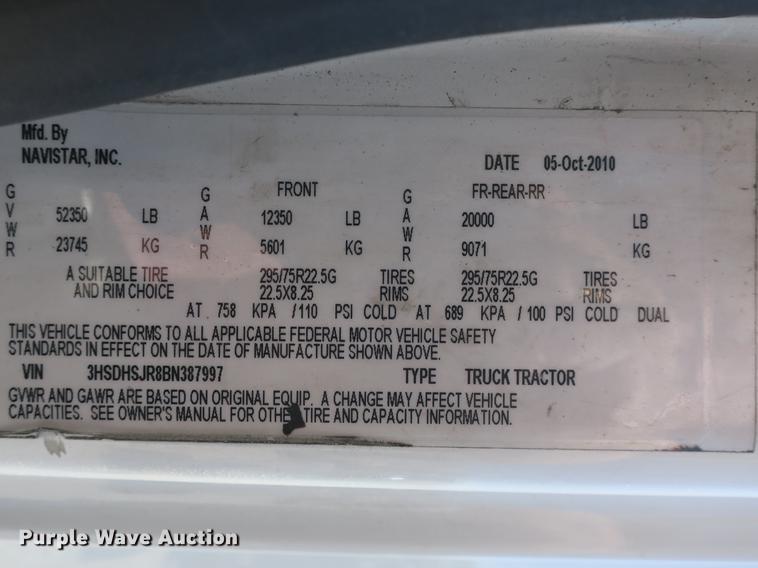 Mfd. By
NAVISTAR, INC.
DATE 05-Oct-2010
GVWR 52350 LB GAWR FRONT 12350 LB GAWR FR-REAR-RR 20000 LB
23745 KG 5601 KG 9071 KG
A SUITABLE TIRE 295/75R22.5G TIRES 295/75R22.5G TIRES
AND RIM CHOICE 22.5X8.25 RIMS 22.5X8.25 RIMS
AT 758 KPA / 110 PSI COLD AT 689 KPA / 100 PSI COLD DUAL
THIS VEHICLE CONFORMS TO ALL APPLICABLE FEDERAL MOTOR VEHICLE SAFETY
STANDARDS IN EFFECT ON THE DATE OF MANUFACTURE SHOWN ABOVE.
VIN 3HSDHSJR8BN387997 TYPE TRUCK TRACTOR
GVWR AND GAWR ARE BASED ON ORIGINAL EQUIP. A CHANGE MAY AFFECT VEHICLE
CAPACITIES. SEE OWNER'S MANUAL FOR OTHER TIRE AND CAPACITY INFORMATION.
Purple Wave Auction